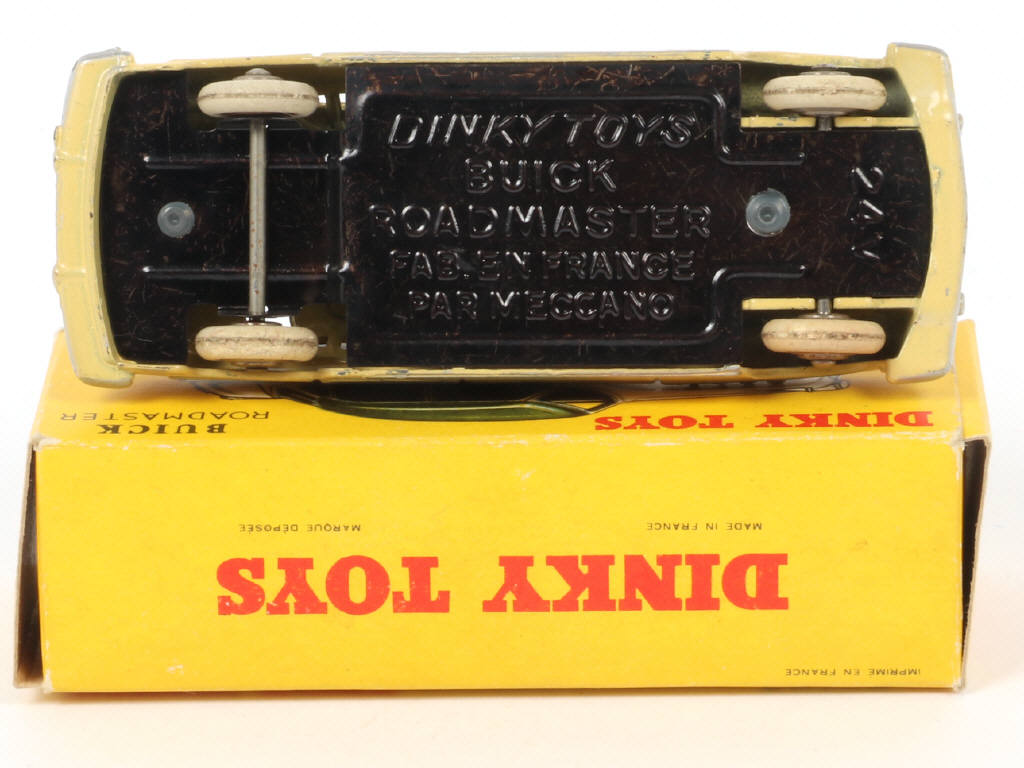 DINKY TOYS
BUICK
ROADMASTER
FAB. EN FRANCE
PAR MECCANO
24V
BUICK
ROADMASTER
DINKY TOYS
MARQUE DÉPOSÉE
MADE IN FRANCE
DINKY TOYS
IMPRIMÉ EN FRANCE